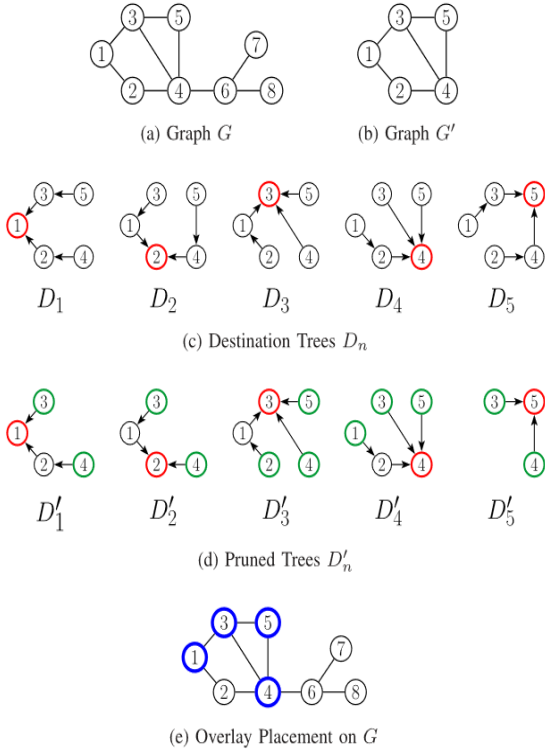 3 5
7
1
2 4 6 8
(a) Graph G
3 5
1
2 4
(b) Graph G′
3 5
1
2 4
D₁
3 5
1
2 4
D₂
3 5
1
2 4
D₃
3 5
1
2 4
D₄
3 5
1
2 4
D₅
(c) Destination Trees Dₙ
3
1
2 4
D′₁
3
1
2 4
D′₂
3 5
1
2 4
D′₃
3 5
1
2 4
D′₄
3 5
4
D′₅
(d) Pruned Trees D′ₙ
3 5
7
1
2 4 6 8
(e) Overlay Placement on G